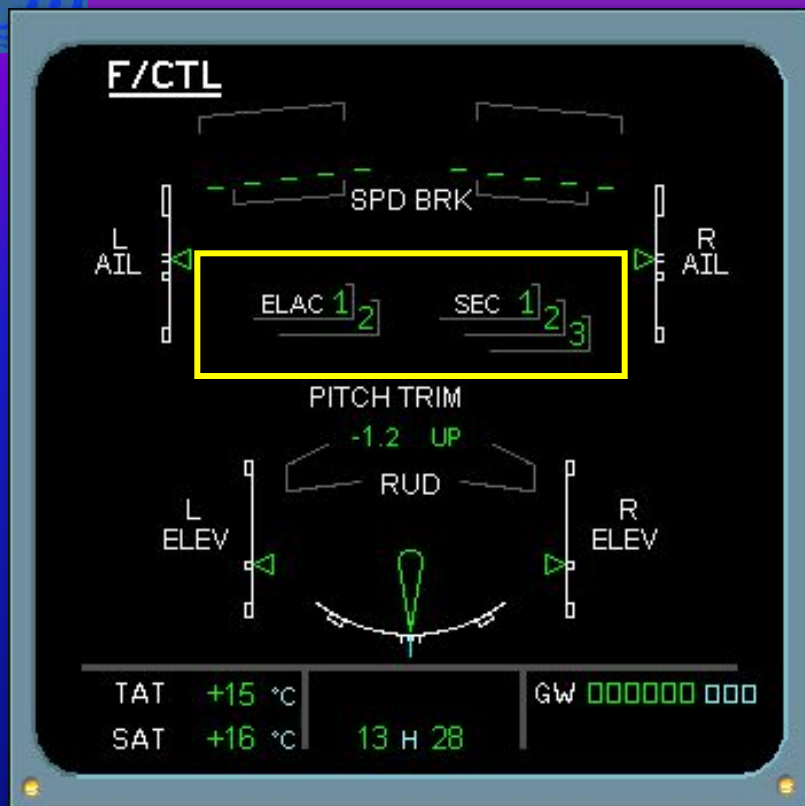 F/CTL
SPD BRK
L
AIL
R
AIL
ELAC 1 2
SEC 1 2 3
PITCH TRIM
-1.2 UP
RUD
L
ELEV
R
ELEV
TAT +15 °C
GW
SAT +16 °C
13 H 28